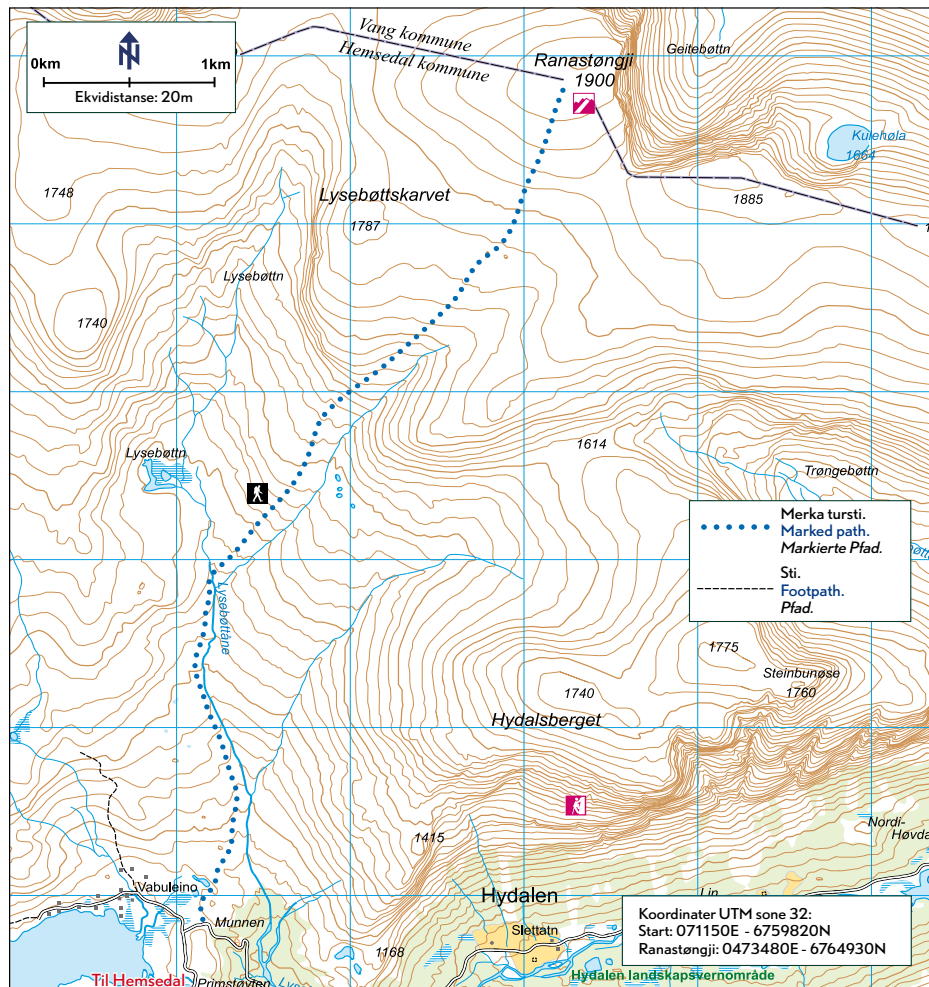 Vang kommune
Hemsedal kommune
Geitebøttn
Ranastøngji
1900
N
0km
1km
Ekvidistanse: 20m
Kulehøla
1664
1748
Lysebøttskarvet
1885
1787
Lysebøttn
1740
1614
Lysebøttn
Trøngebøttn
Merka tursti.
Marked path.
Markierte Pfad.
Sti.
Footpath.
Pfad.
Lysebøttåne
1775
Steinbunøse
1760
1740
Hydalsberget
1415
Nordi-
Høvda
Vabuleino
Hydalen
Lin
Munnen
Slettatn
1168
Koordinater UTM sone 32:
Start: 071150E - 6759820N
Ranastøngji: 0473480E - 6764930N
Til Hemsedal
Primstøyten
Hydalen landskapsvernområde